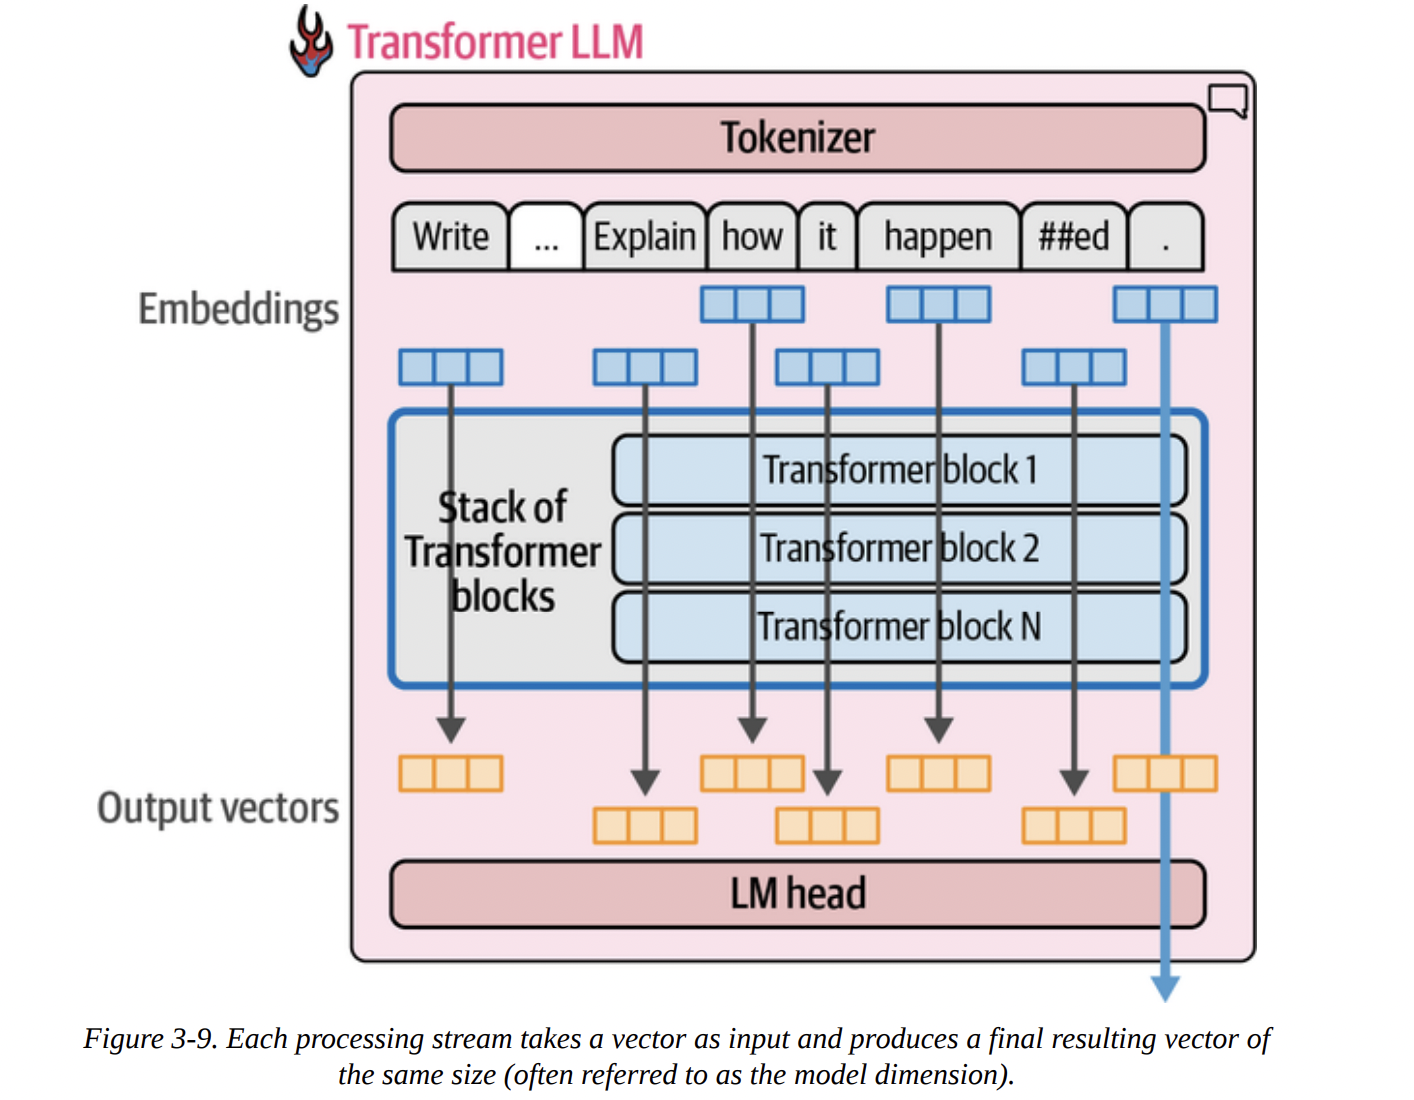 Transformer LLM
Tokenizer
Write ... Explain how it happen ##ed .
Embeddings
Transformer block 1
Stack of
Transformer
blocks
Transformer block 2
Transformer block N
Output vectors
LM head
Figure 3-9. Each processing stream takes a vector as input and produces a final resulting vector of
the same size (often referred to as the model dimension).